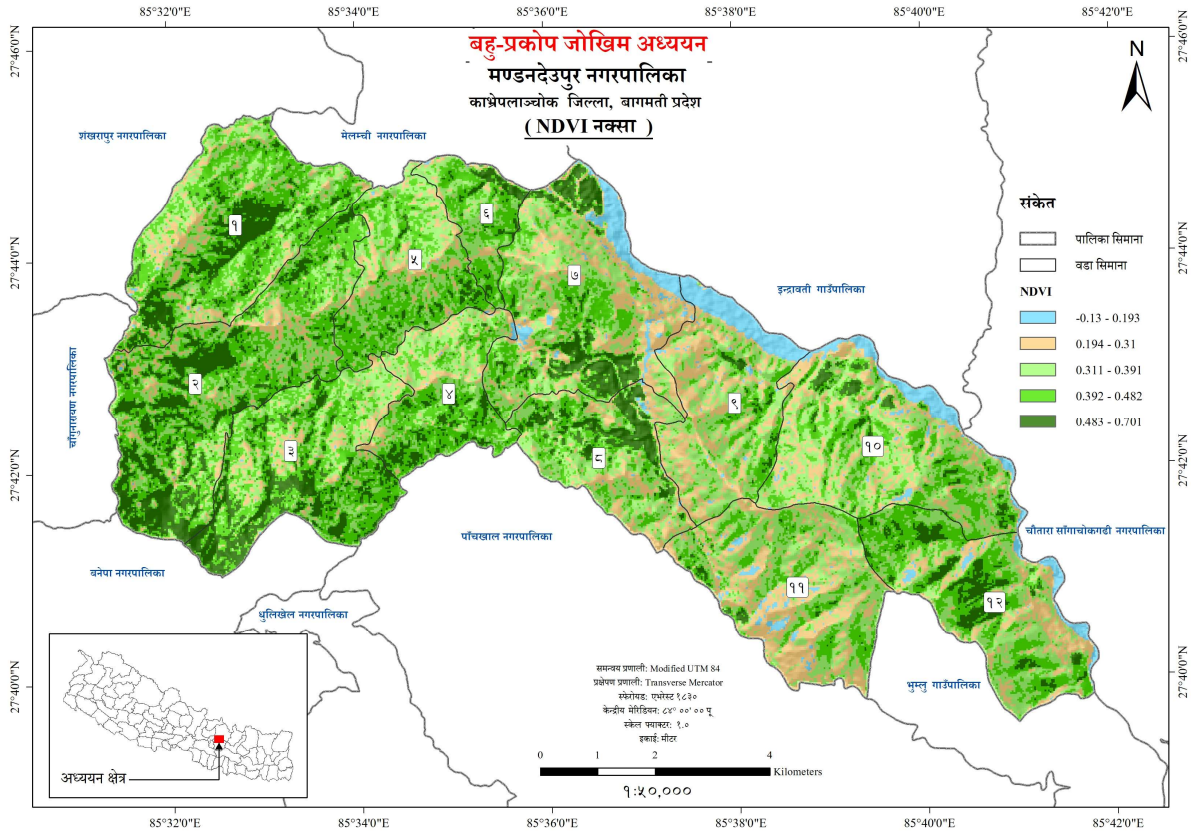 85°32'0"E 85°34'0"E 85°36'0"E 85°38'0"E 85°40'0"E 85°42'0"E
27°46'0"N 27°46'0"N
बहु-प्रकोप जोखिम अध्ययन
मण्डनदेउपुर नगरपालिका
काभ्रेपलाञ्चोक जिल्ला, बागमती प्रदेश
( NDVI नक्सा )
N
शंखरापुर नगरपालिका
मेलम्ची नगरपालिका
संकेत
पालिका सिमाना
वडा सिमाना
NDVI
-0.13 - 0.193
0.194 - 0.31
0.311 - 0.391
0.392 - 0.482
0.483 - 0.701
१
६
५
७
27°44'0"N 27°44'0"N
इन्द्रावती गाउँपालिका
चाँगुनारायण नगरपालिका
२
४
९
३
८
१०
27°42'0"N 27°42'0"N
पाँचखाल नगरपालिका
चौतारा साँगाचोकगढी नगरपालिका
बनेपा नगरपालिका
११
१२
धुलिखेल नगरपालिका
भुम्लु गाउँपालिका
27°40'0"N 27°40'0"N
समन्वय प्रणाली: Modified UTM 84
प्रक्षेपण प्रणाली: Transverse Mercator
स्फेरोयड: एभरेस्ट १८३०
केन्द्रीय मेरिडियन: ८४° ००' ०० पू
स्केल फ्याक्टर: १.०
इकाई: मीटर
0 1 2 4
Kilometers
१:५०,०००
अध्ययन क्षेत्र
85°32'0"E 85°34'0"E 85°36'0"E 85°38'0"E 85°40'0"E 85°42'0"E